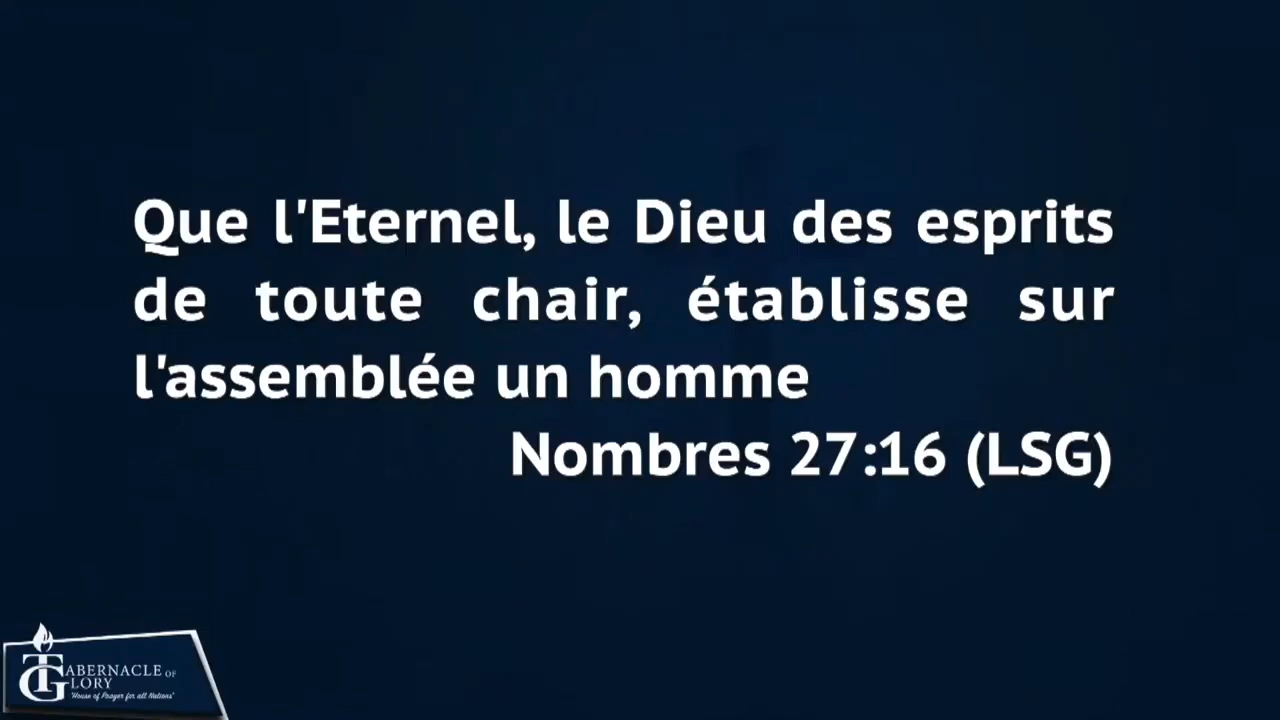 Que l'Eternel, le Dieu des esprits
de toute chair, établisse sur
l'assemblée un homme
Nombres 27:16 (LSG)
TABERNACLE OF
GLORY
"House of Prayer for all Nations"